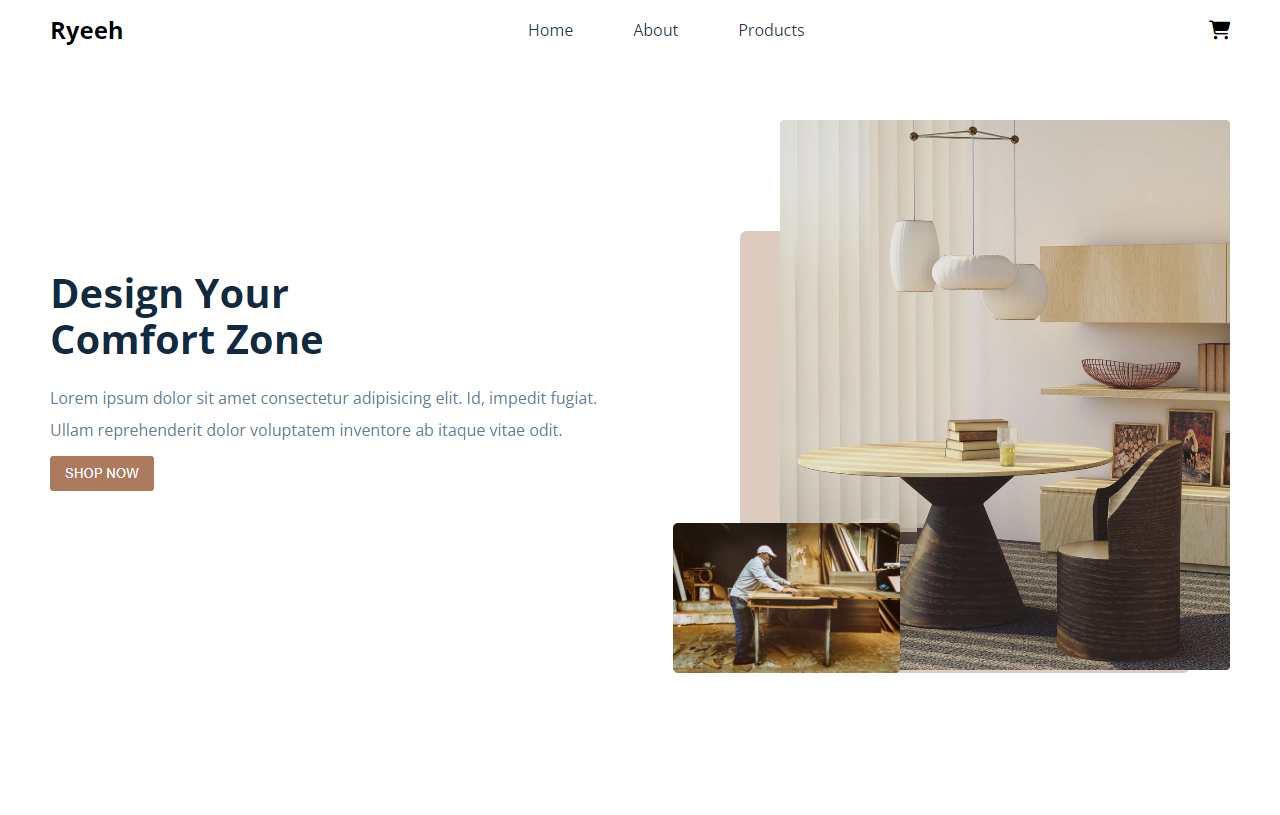 Ryeeh
Home
About
Products
Design Your
Comfort Zone
Lorem ipsum dolor sit amet consectetur adipisicing elit. Id, impedit fugiat.
Ullam reprehenderit dolor voluptatem inventore ab itaque vitae odit.
SHOP NOW